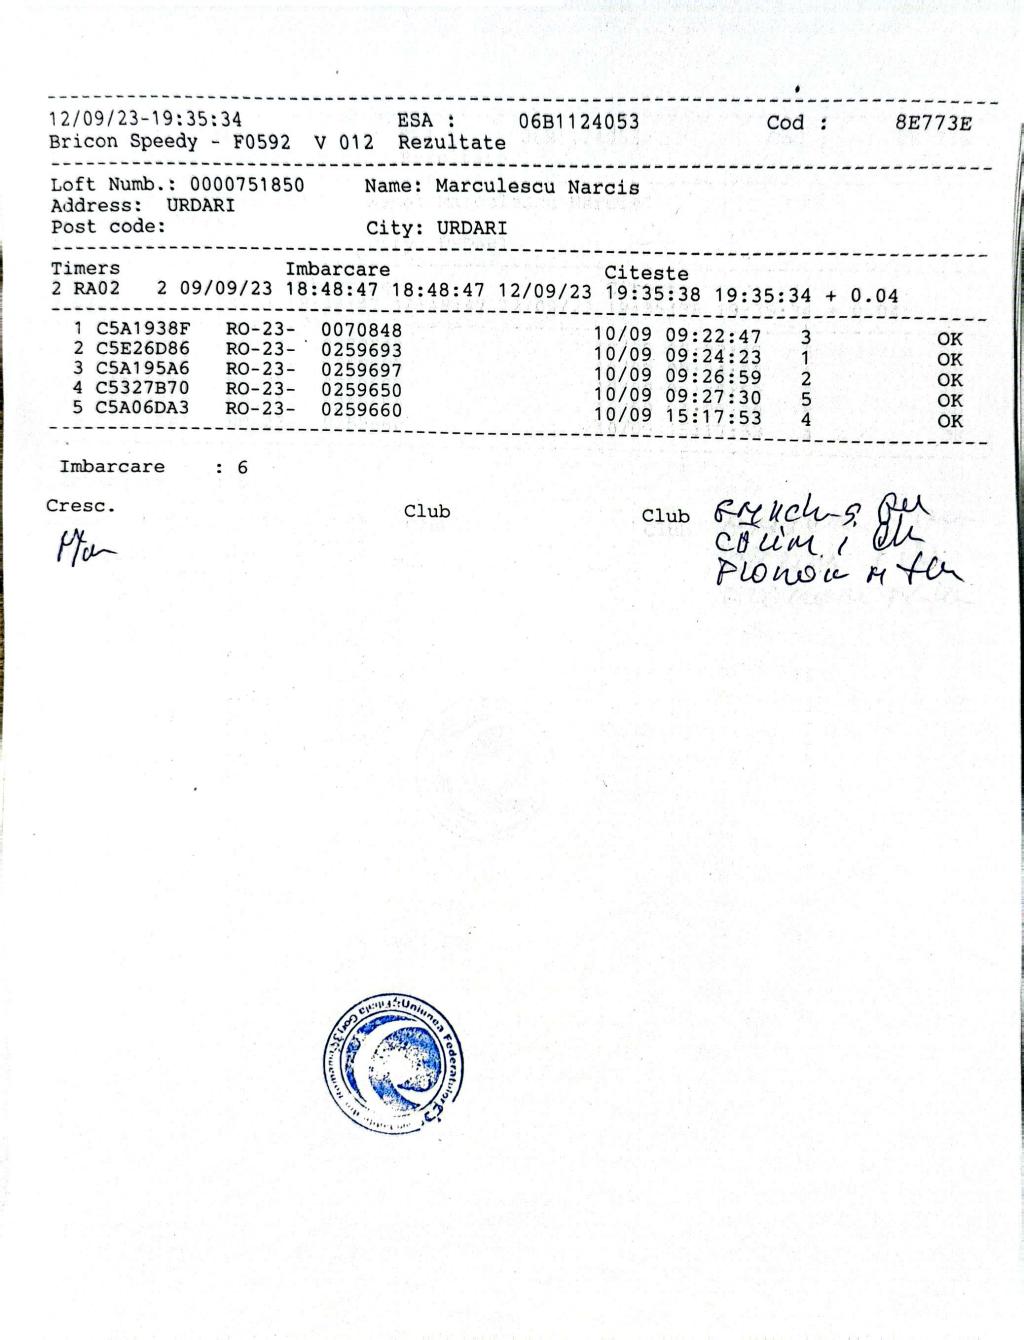 12/09/23-19:35:34 ESA : 06B1124053 Cod : 8E773E
Bricon Speedy - F0592 V 012 Rezultate
Loft Numb.: 0000751850 Name: Marculescu Narcis
Address: URDARI
Post code: City: URDARI
Timers Imbarcare Citeste
2 RA02 2 09/09/23 18:48:47 18:48:47 12/09/23 19:35:38 19:35:34 + 0.04
1 C5A1938F RO-23- 0070848 10/09 09:22:47 3 OK
2 C5E26D86 RO-23- 0259693 10/09 09:24:23 1 OK
3 C5A195A6 RO-23- 0259697 10/09 09:26:59 2 OK
4 C5327B70 RO-23- 0259650 10/09 09:27:30 5 OK
5 C5A06DA3 RO-23- 0259660 10/09 15:17:53 4 OK
Imbarcare : 6
Cresc. Club Club
Uniunea Federatiilor